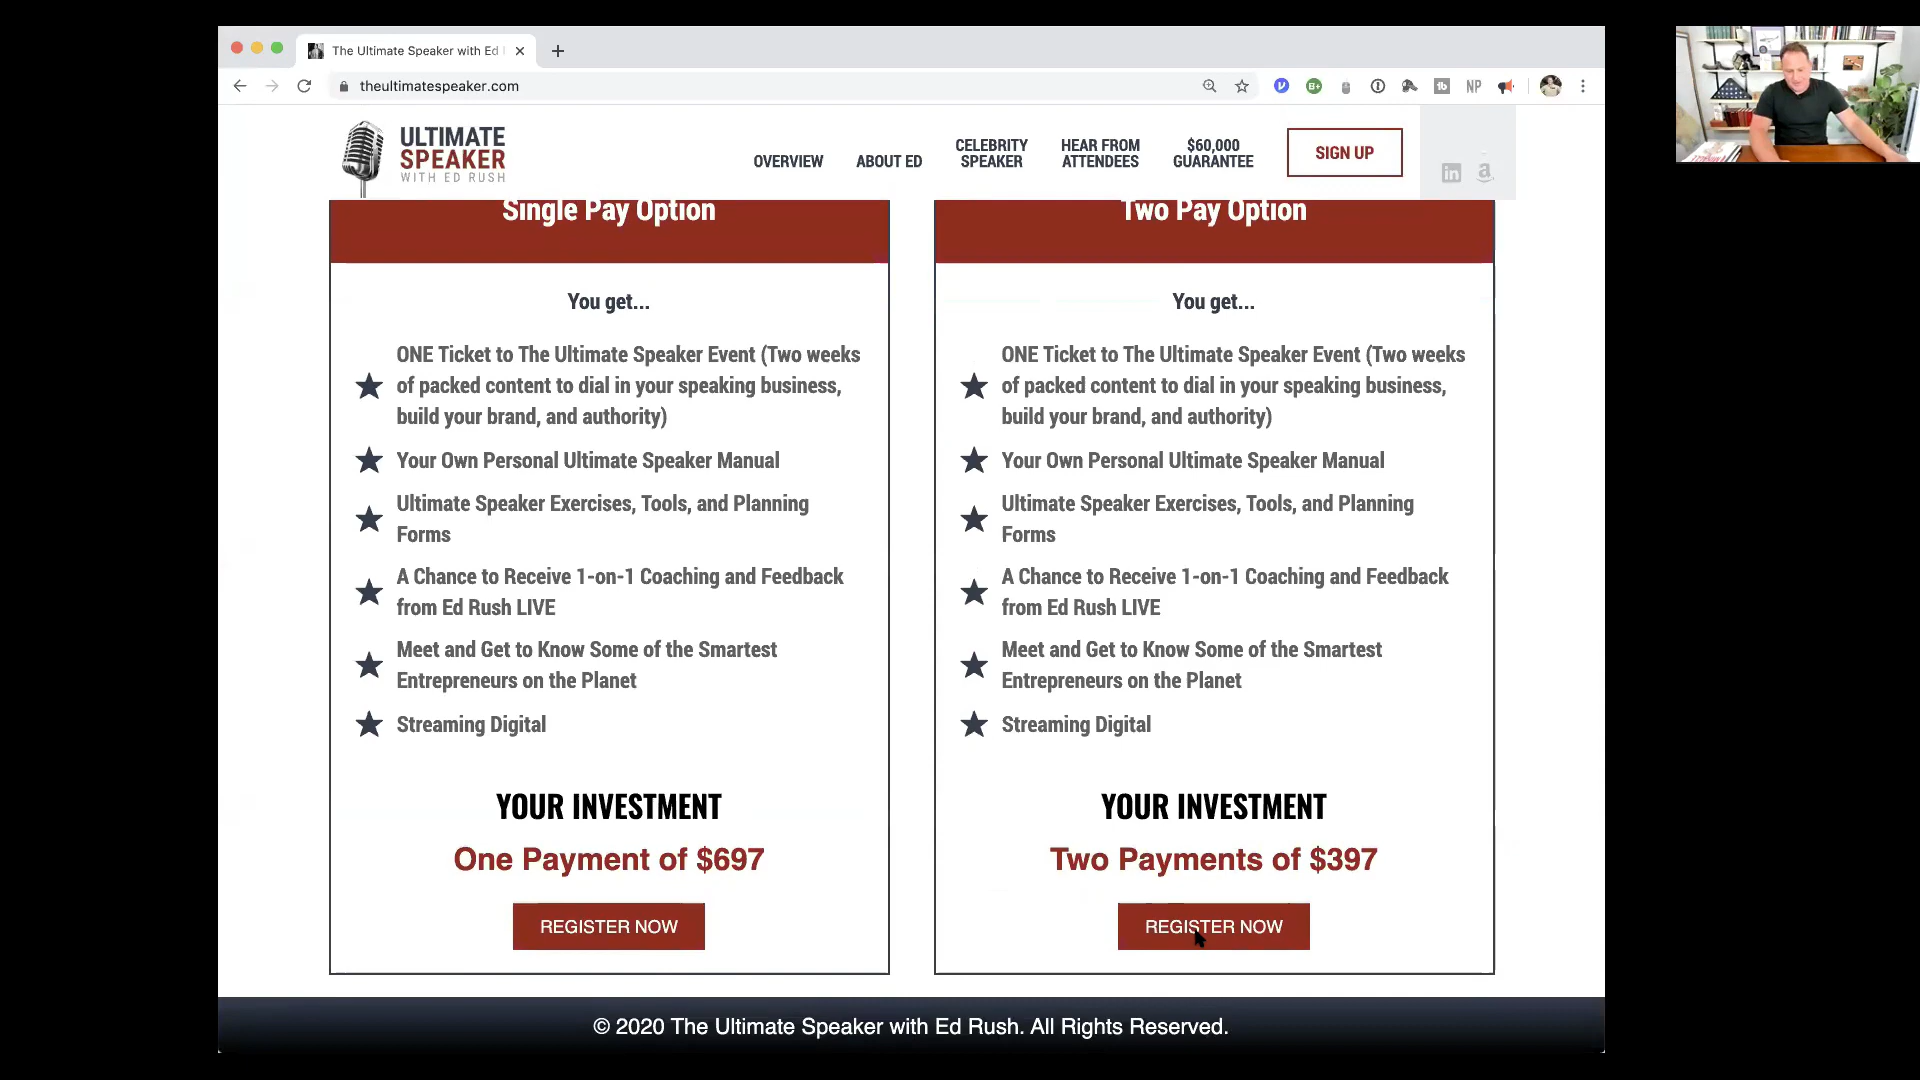 The Ultimate Speaker with Ed
theultimatespeaker.com
NP
ULTIMATE
SPEAKER
WITH ED RUSH
OVERVIEW
ABOUT ED
CELEBRITY
SPEAKER
HEAR FROM
ATTENDEES
$60,000
GUARANTEE
SIGN UP
Single Pay Option
You get...
ONE Ticket to The Ultimate Speaker Event (Two weeks
of packed content to dial in your speaking business,
build your brand, and authority)
Your Own Personal Ultimate Speaker Manual
Ultimate Speaker Exercises, Tools, and Planning
Forms
A Chance to Receive 1-on-1 Coaching and Feedback
from Ed Rush LIVE
Meet and Get to Know Some of the Smartest
Entrepreneurs on the Planet
Streaming Digital
YOUR INVESTMENT
One Payment of $697
REGISTER NOW
Two Pay Option
You get...
ONE Ticket to The Ultimate Speaker Event (Two weeks
of packed content to dial in your speaking business,
build your brand, and authority)
Your Own Personal Ultimate Speaker Manual
Ultimate Speaker Exercises, Tools, and Planning
Forms
A Chance to Receive 1-on-1 Coaching and Feedback
from Ed Rush LIVE
Meet and Get to Know Some of the Smartest
Entrepreneurs on the Planet
Streaming Digital
YOUR INVESTMENT
Two Payments of $397
REGISTER NOW
© 2020 The Ultimate Speaker with Ed Rush. All Rights Reserved.